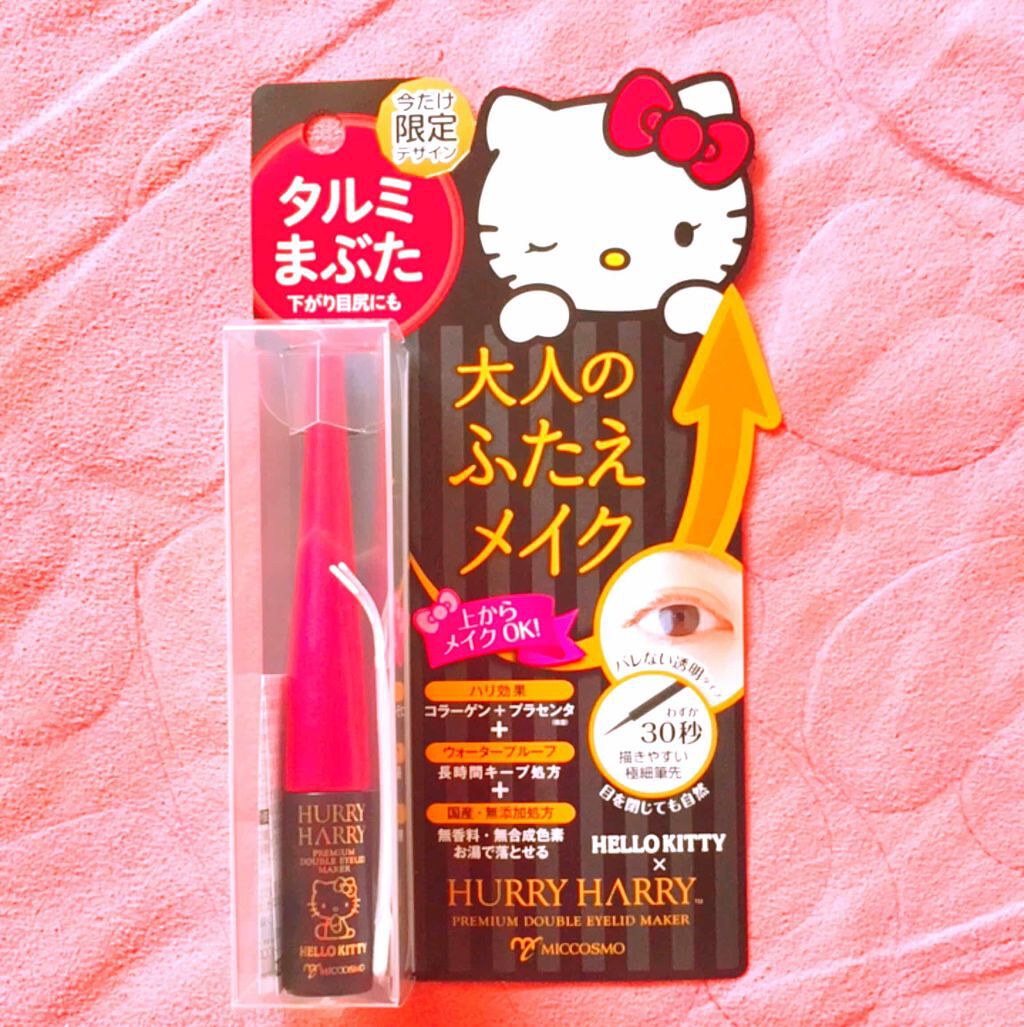 今だけ
限定
デザイン
タルミ
まぶた
下がり目尻にも
大人の
ふたえ
メイク
上から
メイク OK!
バレない透明タイプ
ハリ効果
コラーゲン+プラセンタ
+
ウォータープルーフ
長時間キープ処方
+
国産・無添加処方
無香料・無合成色素
お湯で落とせる
わずか
30秒
描きやすい
極細筆先
目を閉じても自然
HELLO KITTY
×
HURRY HARRY™
PREMIUM DOUBLE EYELID MAKER
MICCOSMO
HURRY
HARRY
PREMIUM
DOUBLE EYELID
MAKER
HELLO KITTY
MICCOSMO